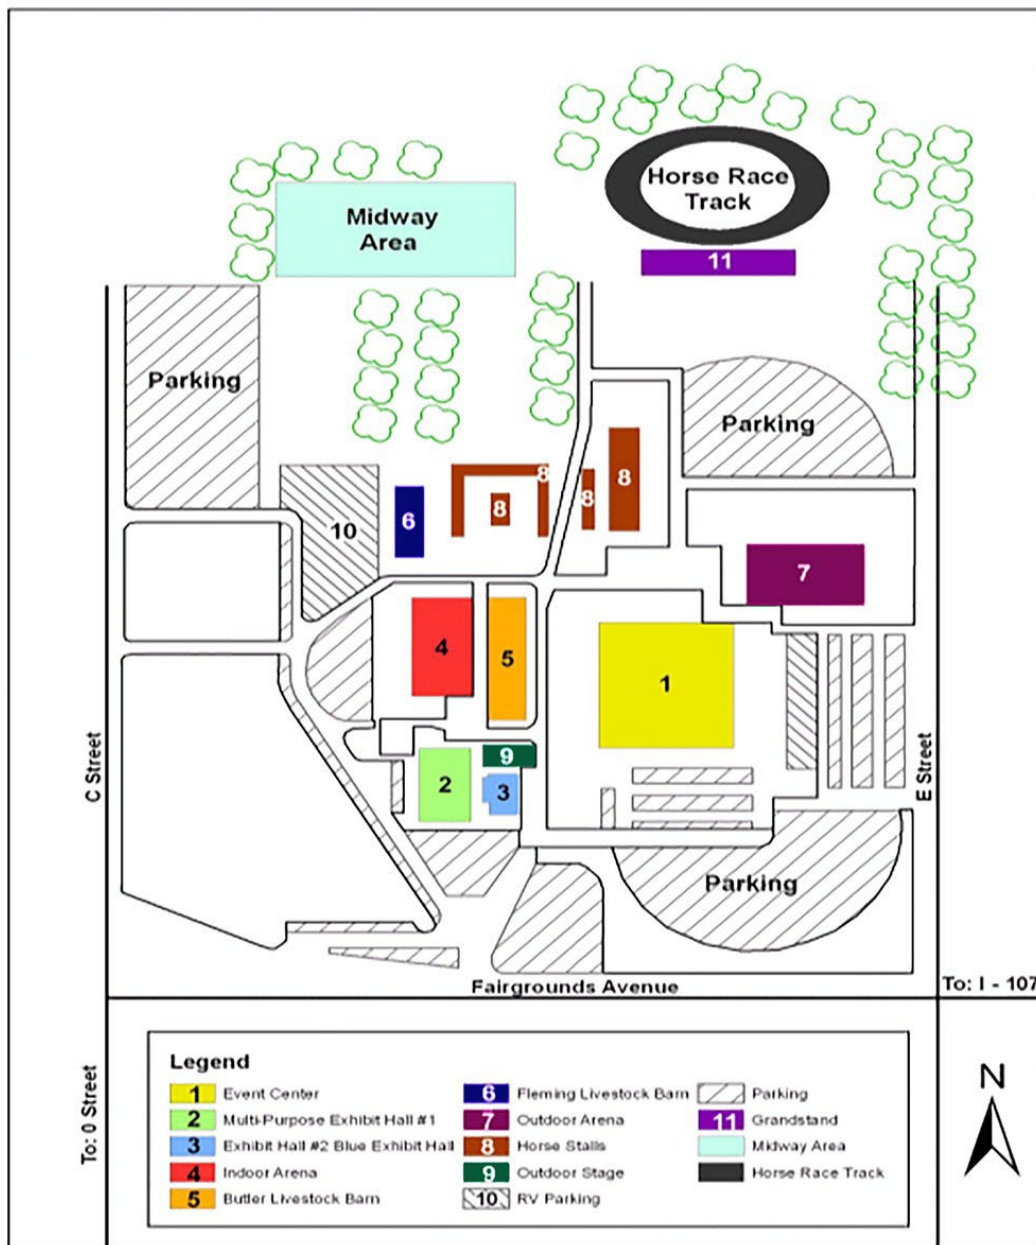 Horse Race
Track
Midway
Area
11
Parking
Parking
8
8
8
8
6
10
7
4
5
1
9
2
3
C Street
E Street
Parking
Fairgrounds Avenue
To: I - 107
To: 0 Street
Legend
1 Event Center
2 Multi-Purpose Exhibit Hall #1
3 Exhibit Hall #2 Blue Exhibit Hall
4 Indoor Arena
5 Butler Livestock Barn
6 Fleming Livestock Barn
7 Outdoor Arena
8 Horse Stalls
9 Outdoor Stage
10 RV Parking
Parking
11 Grandstand
Midway Area
Horse Race Track
N